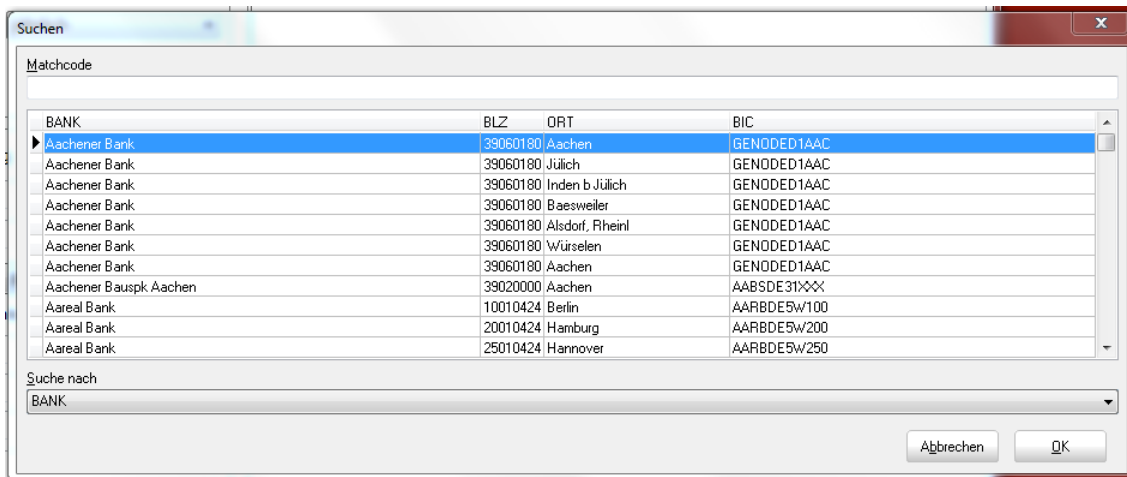 Suchen
x
Matchcode
BANK BLZ ORT BIC
Aachener Bank 39060180 Aachen GENODED1AAC
Aachener Bank 39060180 Jülich GENODED1AAC
Aachener Bank 39060180 Inden b Jülich GENODED1AAC
Aachener Bank 39060180 Baesweiler GENODED1AAC
Aachener Bank 39060180 Alsdorf, Rheinl GENODED1AAC
Aachener Bank 39060180 Würselen GENODED1AAC
Aachener Bank 39060180 Aachen GENODED1AAC
Aachener Bauspk Aachen 39020000 Aachen AABSDE31XXX
Aareal Bank 10010424 Berlin AARBDE5W100
Aareal Bank 20010424 Hamburg AARBDE5W200
Aareal Bank 25010424 Hannover AARBDE5W250
Suche nach
BANK
Abbrechen OK